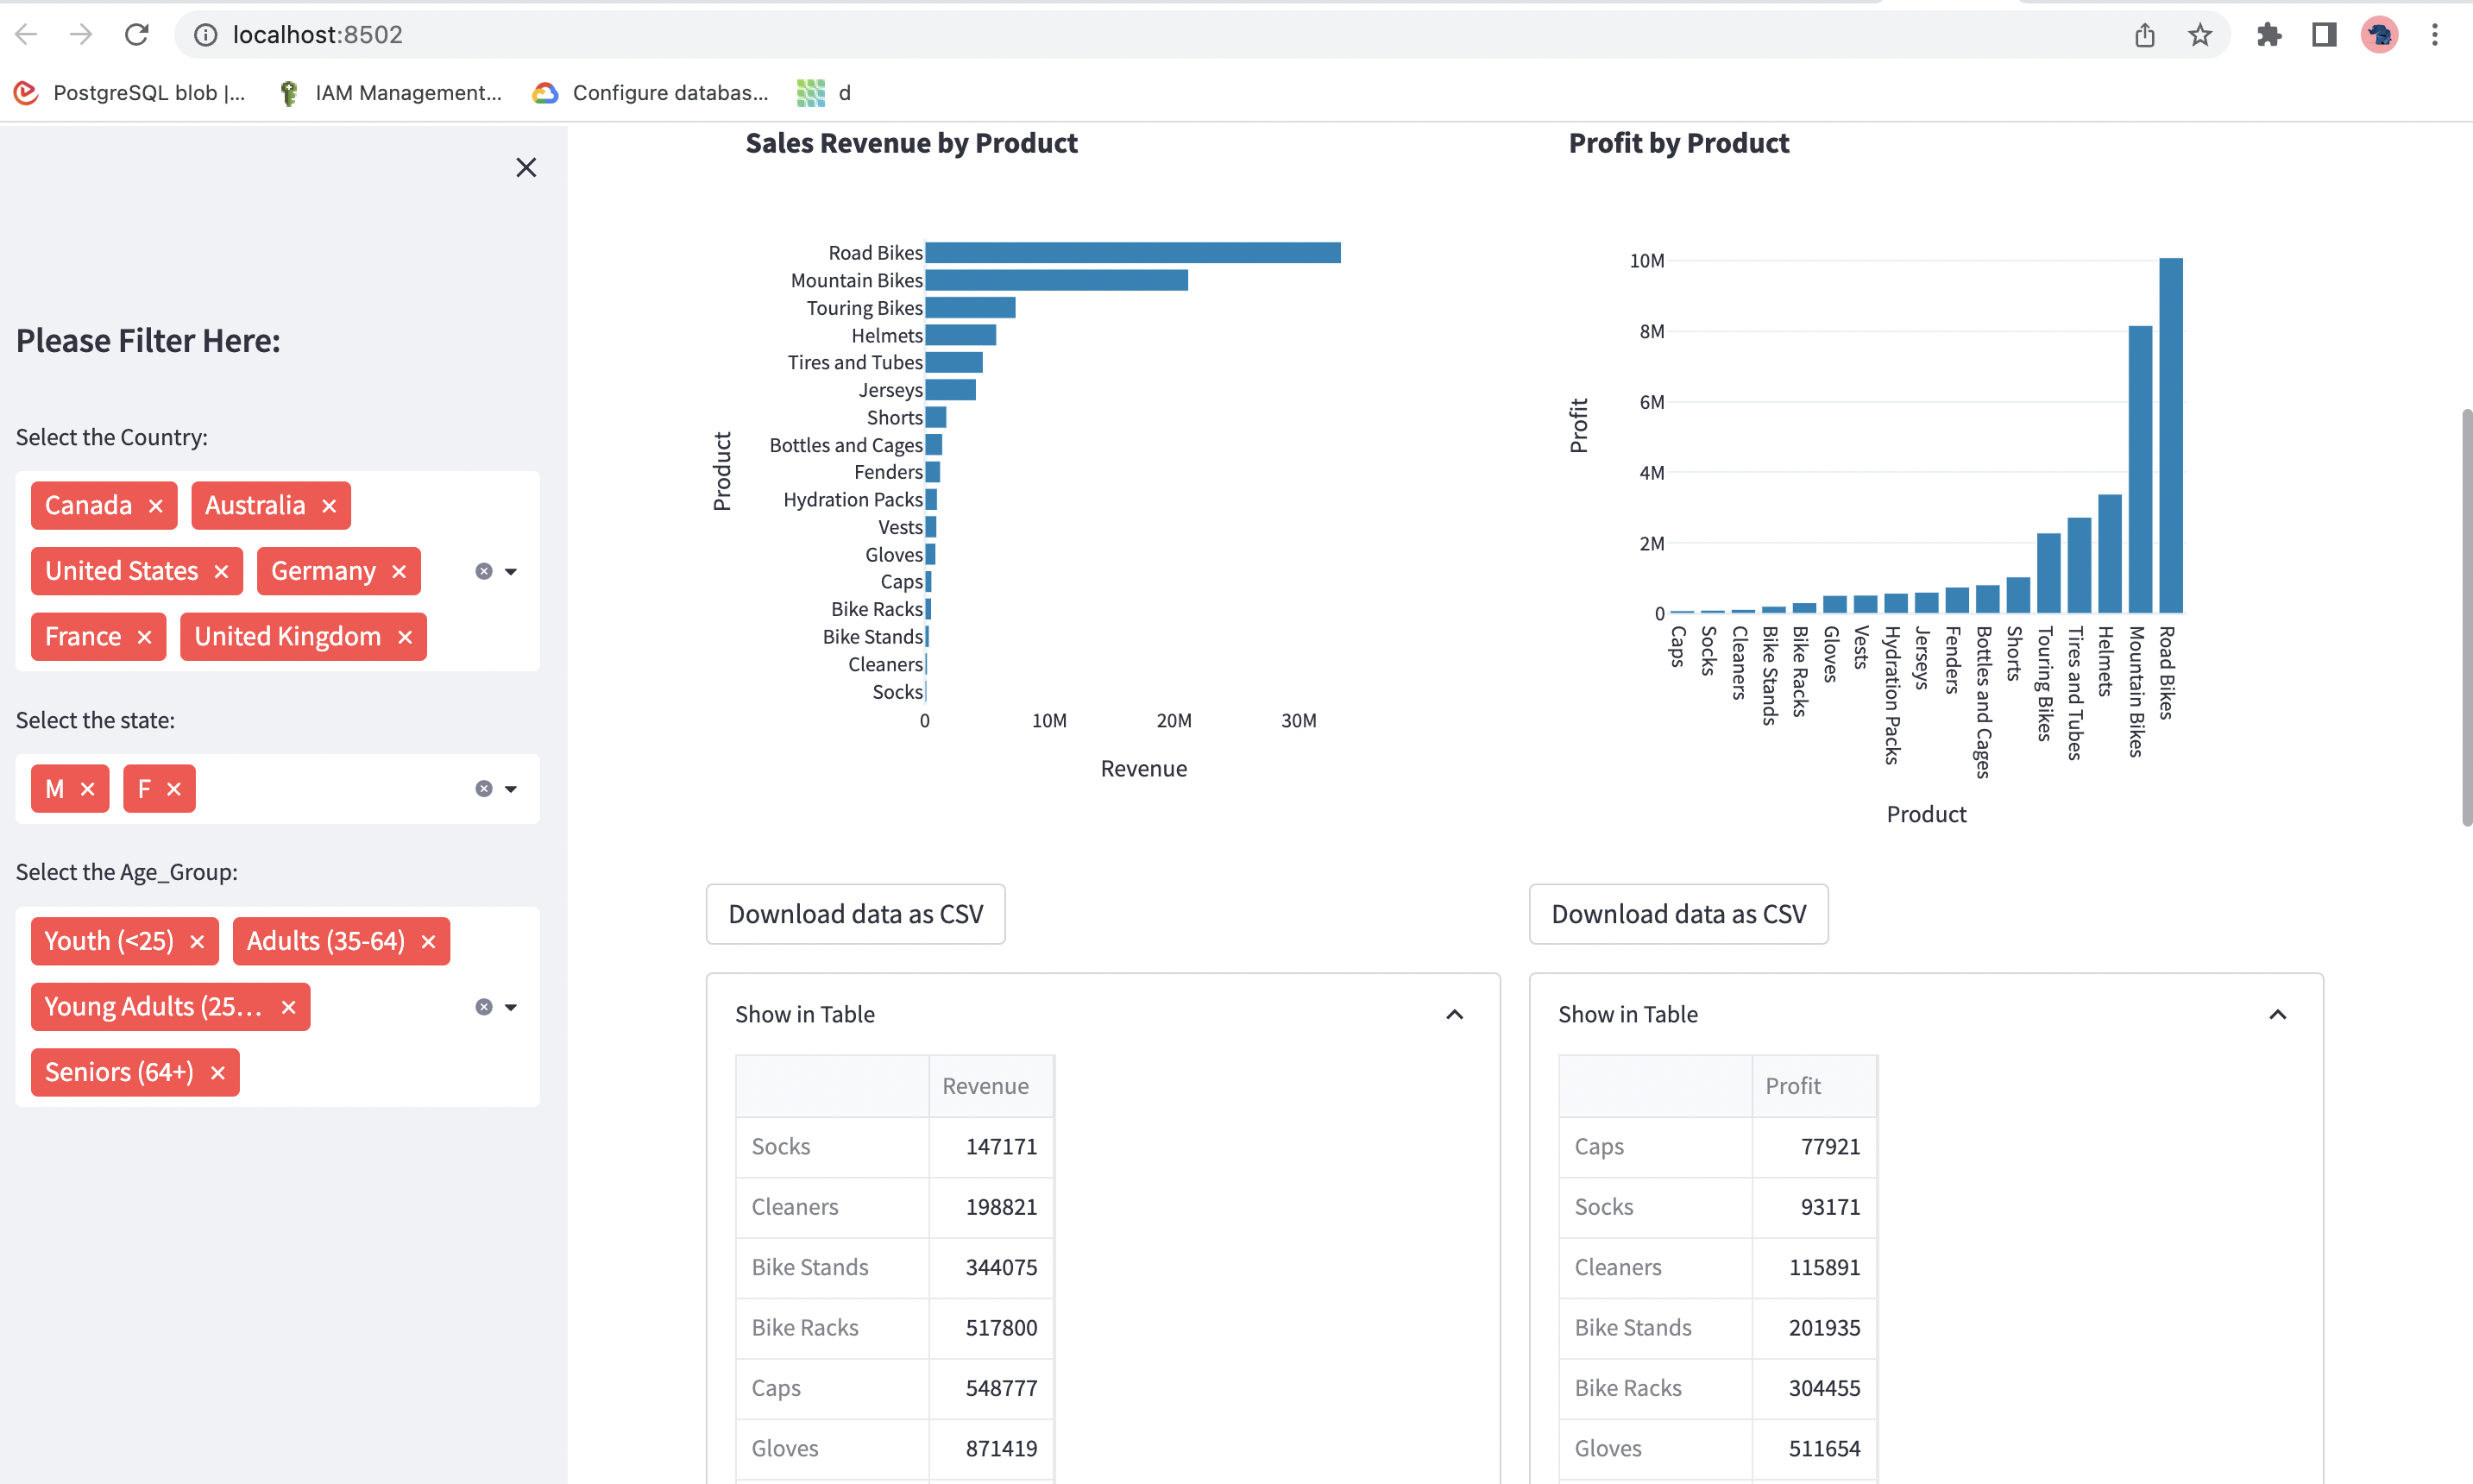 localhost:8502
PostgreSQL blob |...
IAM Management...
Configure databas...
d
Please Filter Here:
Select the Country:
Canada
Australia
United States
Germany
France
United Kingdom
Select the state:
M
F
Select the Age_Group:
Youth (<25)
Adults (35-64)
Young Adults (25...
Seniors (64+)
Sales Revenue by Product
Product
Road Bikes
Mountain Bikes
Touring Bikes
Helmets
Tires and Tubes
Jerseys
Shorts
Bottles and Cages
Fenders
Hydration Packs
Vests
Gloves
Caps
Bike Racks
Bike Stands
Cleaners
Socks
0
10M
20M
30M
Revenue
Profit by Product
Profit
10M
8M
6M
4M
2M
0
Caps
Socks
Cleaners
Bike Stands
Bike Racks
Gloves
Vests
Hydration Packs
Jerseys
Fenders
Bottles and Cages
Shorts
Touring Bikes
Tires and Tubes
Helmets
Mountain Bikes
Road Bikes
Product
Download data as CSV
Show in Table
Revenue
Socks 147171
Cleaners 198821
Bike Stands 344075
Bike Racks 517800
Caps 548777
Gloves 871419
Download data as CSV
Show in Table
Profit
Caps 77921
Socks 93171
Cleaners 115891
Bike Stands 201935
Bike Racks 304455
Gloves 511654